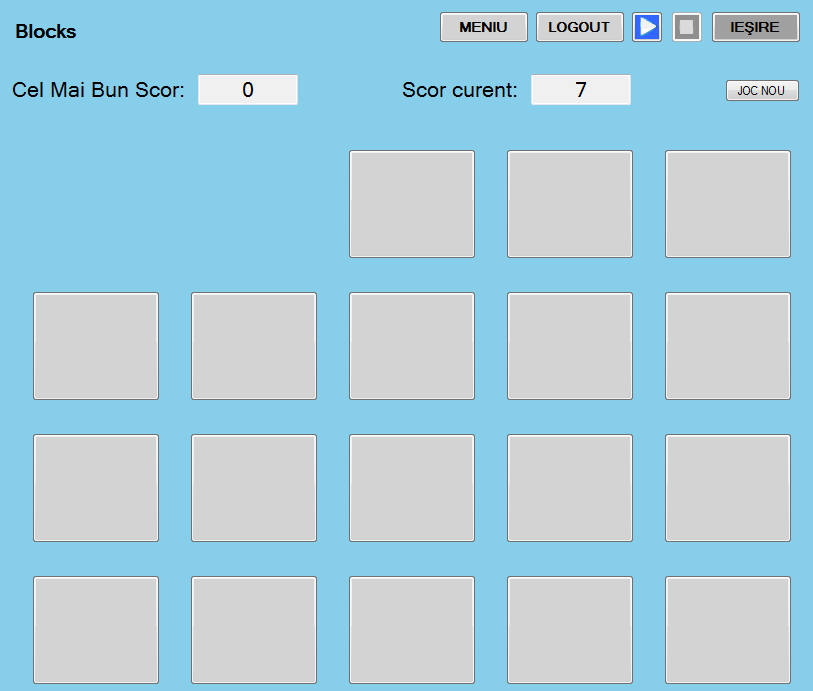 Blocks
MENIU
LOGOUT
IEŞIRE
Cel Mai Bun Scor: 0
Scor curent: 7
JOC NOU